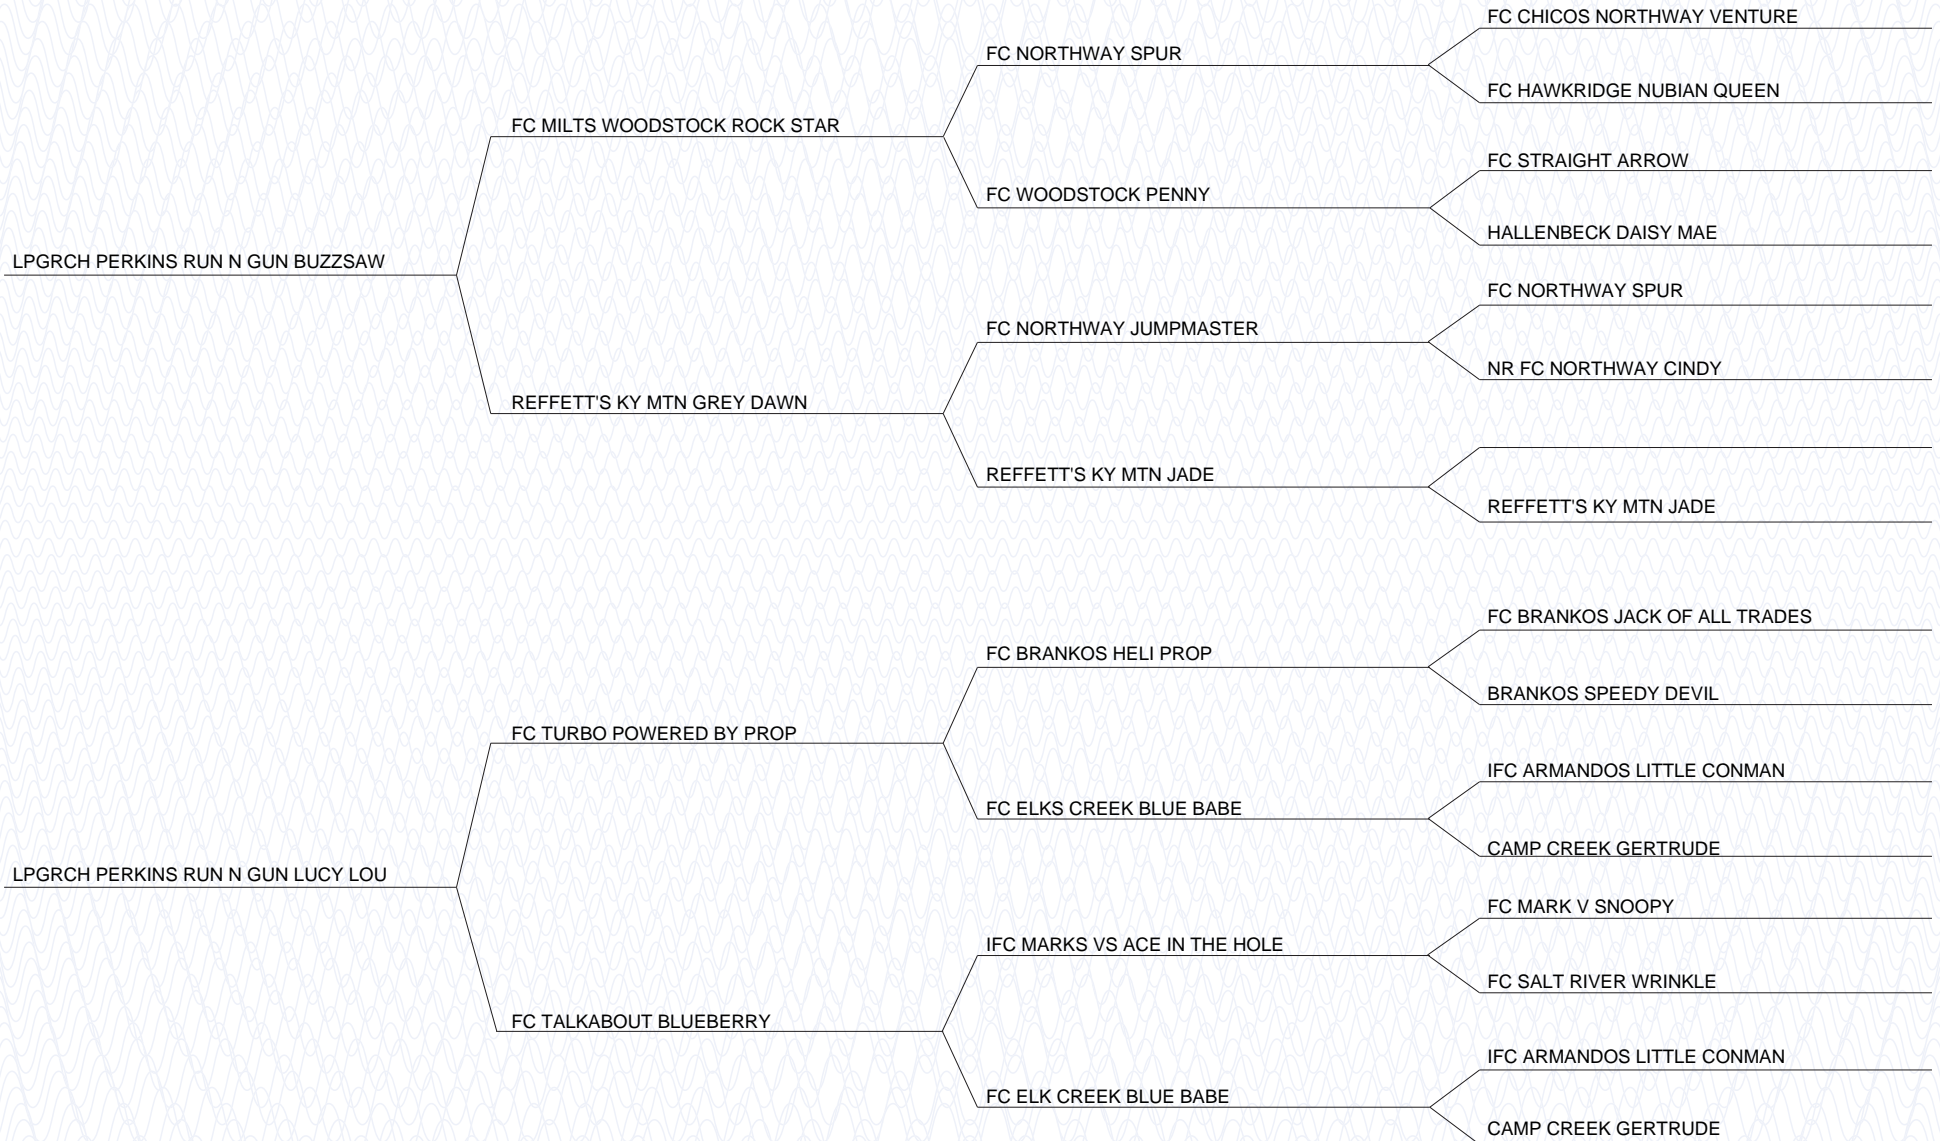 FC CHICOS NORTHWAY VENTURE
FC NORTHWAY SPUR
FC HAWKRIDGE NUBIAN QUEEN
FC MILTS WOODSTOCK ROCK STAR
FC STRAIGHT ARROW
FC WOODSTOCK PENNY
HALLENBECK DAISY MAE
LPGRCH PERKINS RUN N GUN BUZZSAW
FC NORTHWAY SPUR
FC NORTHWAY JUMPMASTER
NR FC NORTHWAY CINDY
REFFETT'S KY MTN GREY DAWN
REFFETT'S KY MTN JADE
REFFETT'S KY MTN JADE
FC BRANKOS JACK OF ALL TRADES
FC BRANKOS HELI PROP
BRANKOS SPEEDY DEVIL
FC TURBO POWERED BY PROP
IFC ARMANDOS LITTLE CONMAN
FC ELKS CREEK BLUE BABE
CAMP CREEK GERTRUDE
LPGRCH PERKINS RUN N GUN LUCY LOU
FC MARK V SNOOPY
IFC MARKS VS ACE IN THE HOLE
FC SALT RIVER WRINKLE
FC TALKABOUT BLUEBERRY
IFC ARMANDOS LITTLE CONMAN
FC ELK CREEK BLUE BABE
CAMP CREEK GERTRUDE